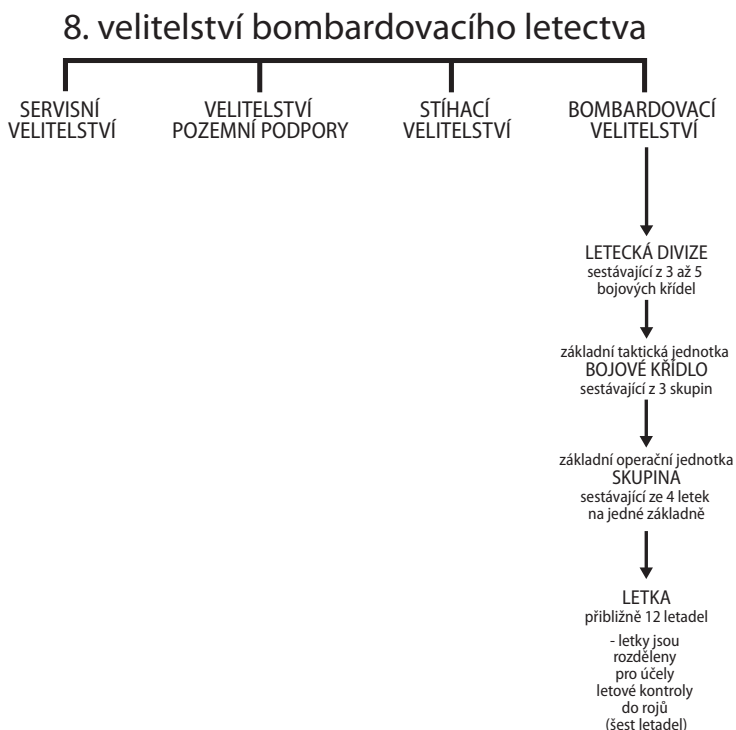 8. velitelství bombardovacího letectva
SERVISNÍ
VELITELSTVÍ
VELITELSTVÍ
POZEMNÍ PODPORY
STÍHACÍ
VELITELSTVÍ
BOMBARDOVACÍ
VELITELSTVÍ
LETECKÁ DIVIZE
sestávající z 3 až 5
bojových křídel
základní taktická jednotka
BOJOVÉ KŘÍDLO
sestávající z 3 skupin
základní operační jednotka
SKUPINA
sestávající ze 4 letek
na jedné základně
LETKA
přibližně 12 letadel
- letky jsou
rozděleny
pro účely
letové kontroly
do rojů
(šest letadel)